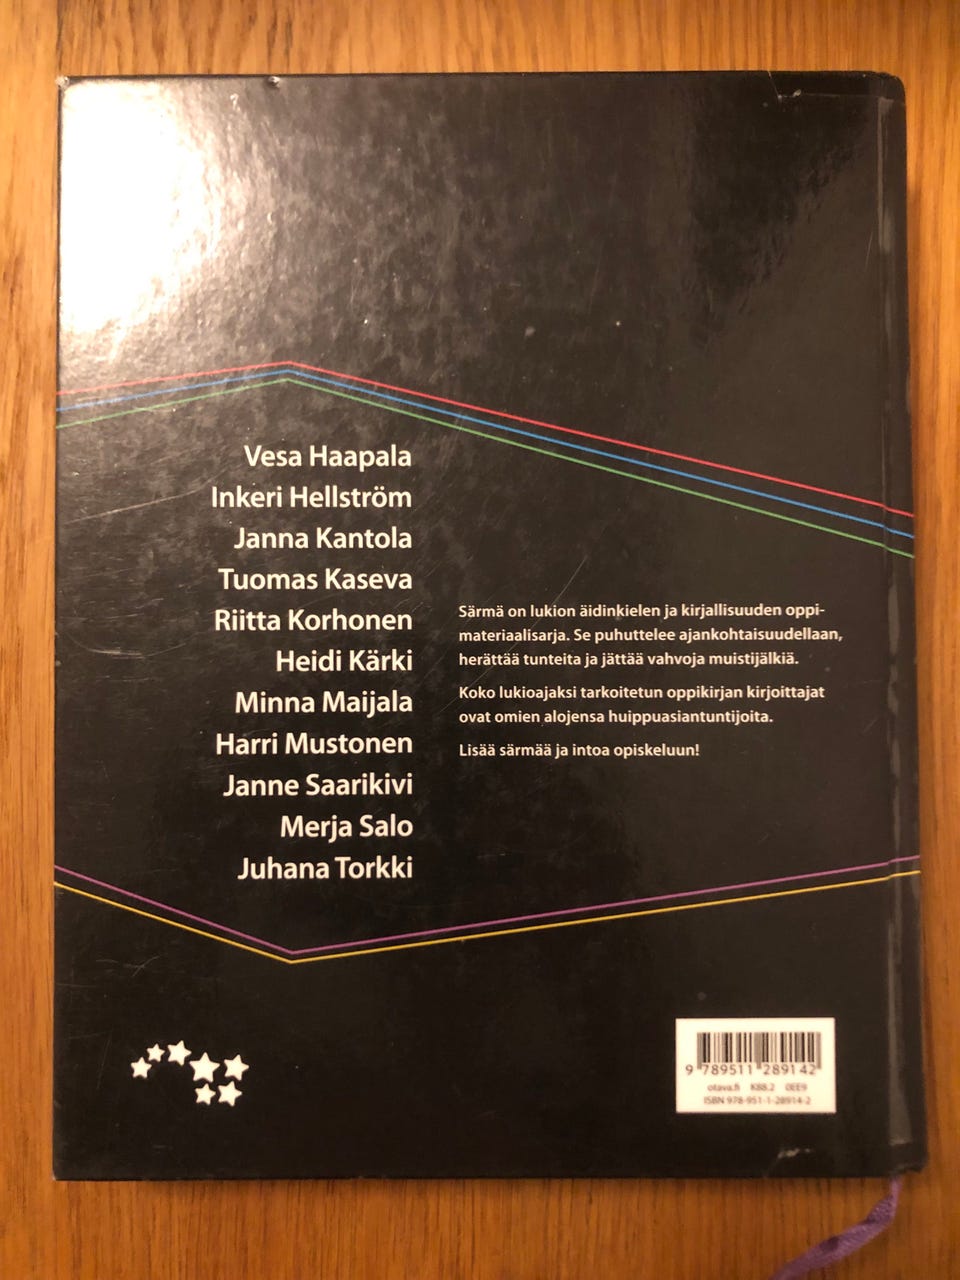 Vesa Haapala
Inkeri Hellström
Janna Kantola
Tuomas Kaseva
Riitta Korhonen
Heidi Kärki
Minna Maijala
Harri Mustonen
Janne Saarikivi
Merja Salo
Juhana Torkki
Särmä on lukion äidinkielen ja kirjallisuuden oppi-
materiaalisarja. Se puhuttelee ajankohtaisuudellaan,
herättää tunteita ja jättää vahvoja muistijälkiä.
Koko lukioajaksi tarkoitetun oppikirjan kirjoittajat
ovat omien alojensa huippuasiantuntijoita.
Lisää särmää ja intoa opiskeluun!
9 789511 289142
otava.fi K88.2 0EE9
ISBN 978-951-1-28914-2